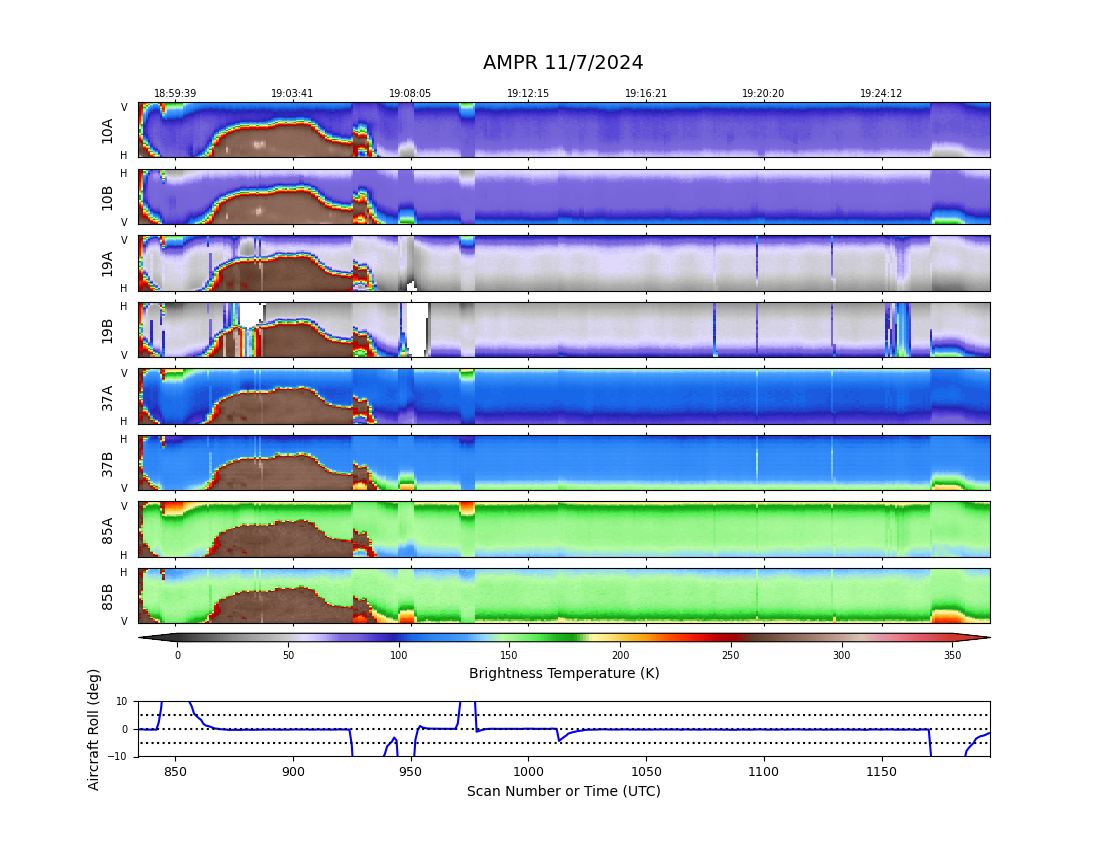 AMPR 11/7/2024
18:59:39 19:03:41 19:08:05 19:12:15 19:16:21 19:20:20 19:24:12
V
10A
H
H
10B
V
V
19A
H
H
19B
V
V
37A
H
H
37B
V
V
85A
H
H
85B
V
0 50 100 150 200 250 300 350
Brightness Temperature (K)
Aircraft Roll (deg)
10
0
−10
850 900 950 1000 1050 1100 1150
Scan Number or Time (UTC)